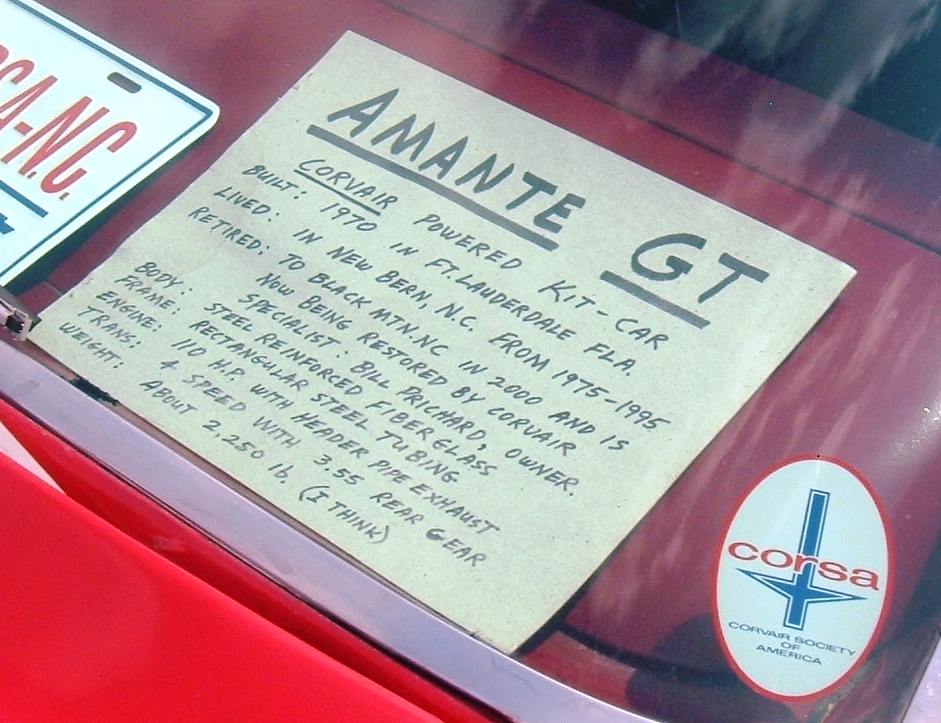 RSA-N.C.
AMANTE GT
CORVAIR POWERED KIT-CAR
BUILT: 1970 IN FT. LAUDERDALE FLA.
LIVED: IN NEW BERN, N.C. FROM 1975-1995
RETIRED: TO BLACK MTN. NC IN 2000 AND IS
NOW BEING RESTORED BY CORVAIR
SPECIALIST: BILL PRICHARD, OWNER.
BODY: STEEL REINFORCED FIBERGLASS
FRAME: RECTANGULAR STEEL TUBING
ENGINE: 110 H.P. WITH HEADER PIPE EXHAUST
TRANS: 4 SPEED WITH 3.55 REAR GEAR
WEIGHT: ABOUT 2,250 lb. (I THINK)
corsa
CORVAIR SOCIETY
OF
AMERICA